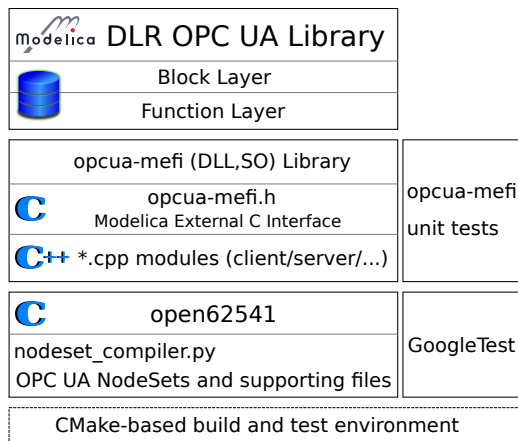 Modelica DLR OPC UA Library
Block Layer
Function Layer
opcua-mefi (DLL,SO) Library
C opcua-mefi.h
Modelica External C Interface
C++ *.cpp modules (client/server/...)
opcua-mefi
unit tests
C open62541
nodeset_compiler.py
OPC UA NodeSets and supporting files
GoogleTest
CMake-based build and test environment